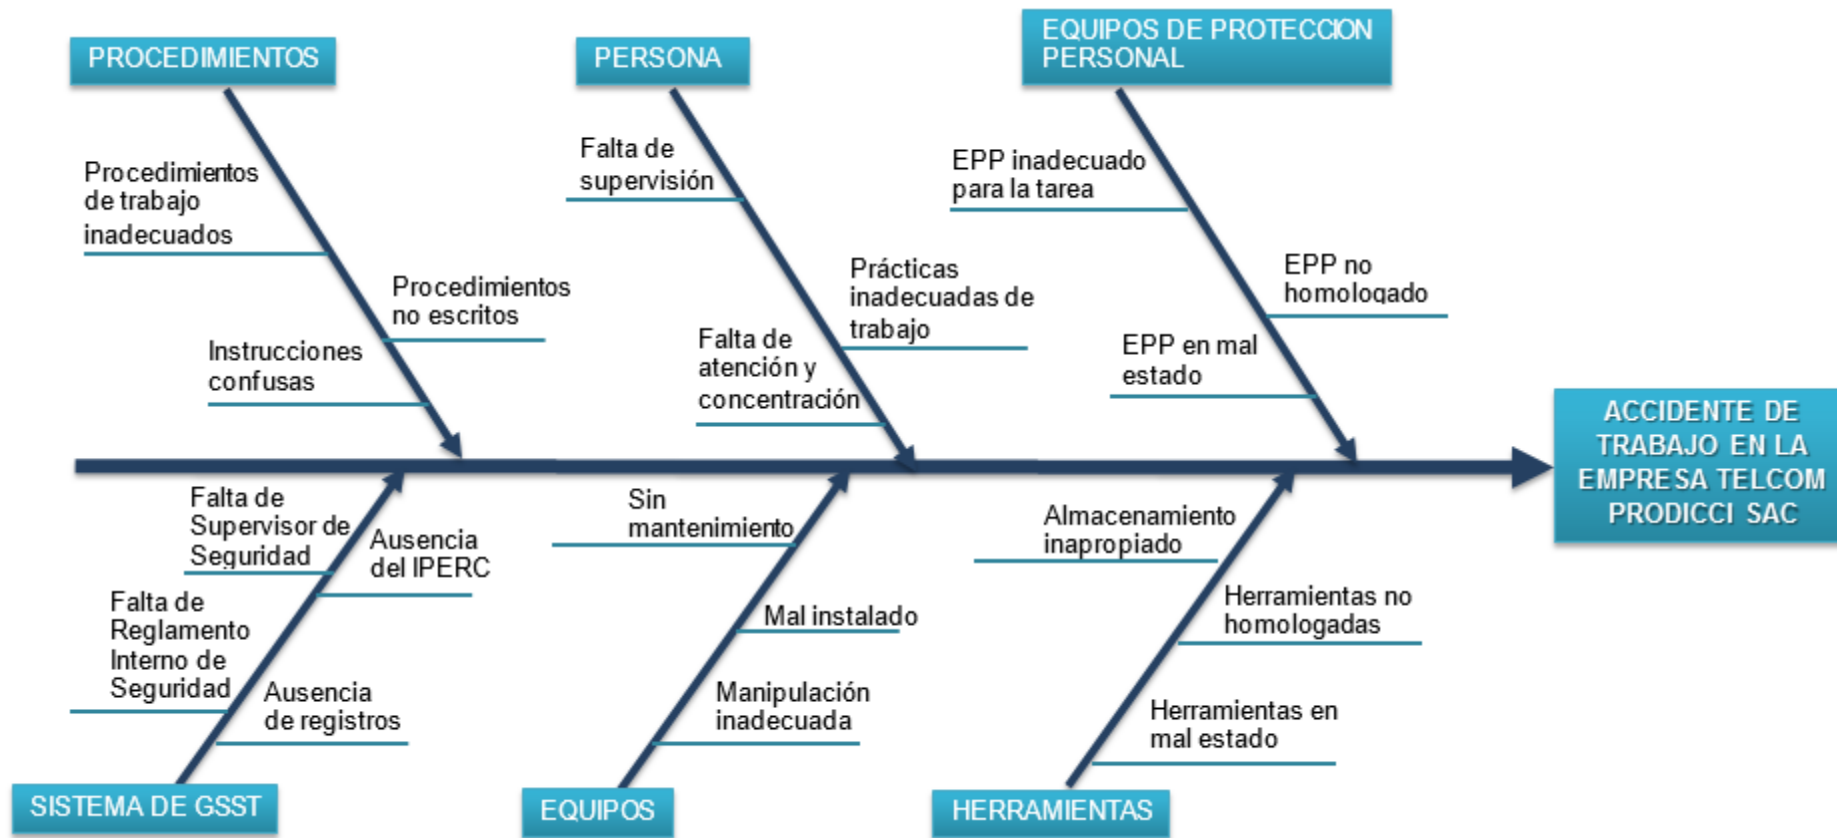 PROCEDIMIENTOS
PERSONA
EQUIPOS DE PROTECCION
PERSONAL
Procedimientos
de trabajo
inadecuados
Procedimientos
no escritos
Instrucciones
confusas
Falta de
supervisión
Prácticas
inadecuadas de
trabajo
Falta de
atención y
concentración
EPP inadecuado
para la tarea
EPP no
homologado
EPP en mal
estado
ACCIDENTE DE
TRABAJO EN LA
EMPRESA TELCOM
PRODICCI SAC
Falta de
Supervisor de
Seguridad
Ausencia
del IPERC
Falta de
Reglamento
Interno de
Seguridad
Ausencia
de registros
Sin
mantenimiento
Mal instalado
Manipulación
inadecuada
Almacenamiento
inapropiado
Herramientas no
homologadas
Herramientas en
mal estado
SISTEMA DE GSST
EQUIPOS
HERRAMIENTAS